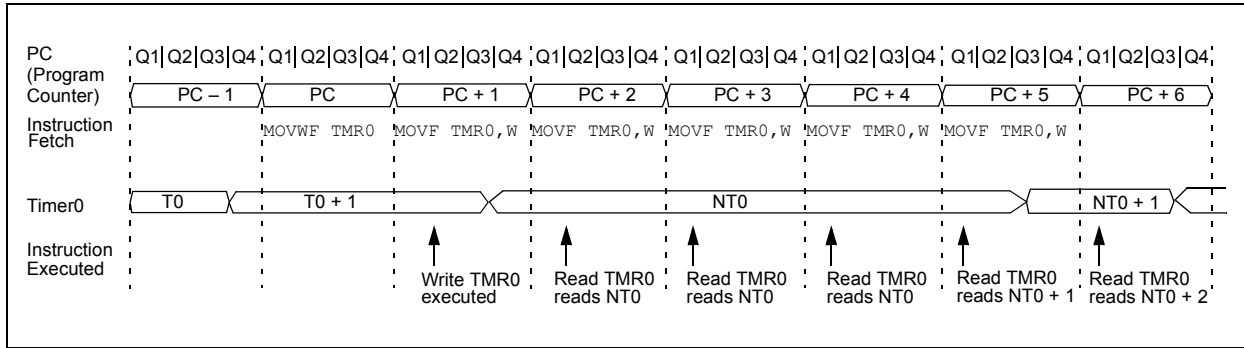 PC (Program Counter)
Q1 Q2 Q3 Q4 Q1 Q2 Q3 Q4 Q1 Q2 Q3 Q4 Q1 Q2 Q3 Q4 Q1 Q2 Q3 Q4 Q1 Q2 Q3 Q4 Q1 Q2 Q3 Q4 Q1 Q2 Q3 Q4
PC – 1 PC PC + 1 PC + 2 PC + 3 PC + 4 PC + 5 PC + 6
Instruction Fetch
MOVWF TMR0 MOVF TMR0,W MOVF TMR0,W MOVF TMR0,W MOVF TMR0,W MOVF TMR0,W
Timer0 T0 T0 + 1 NT0 NT0 + 1
Instruction Executed
Write TMR0 executed
Read TMR0 reads NT0
Read TMR0 reads NT0
Read TMR0 reads NT0
Read TMR0 reads NT0 + 1
Read TMR0 reads NT0 + 2